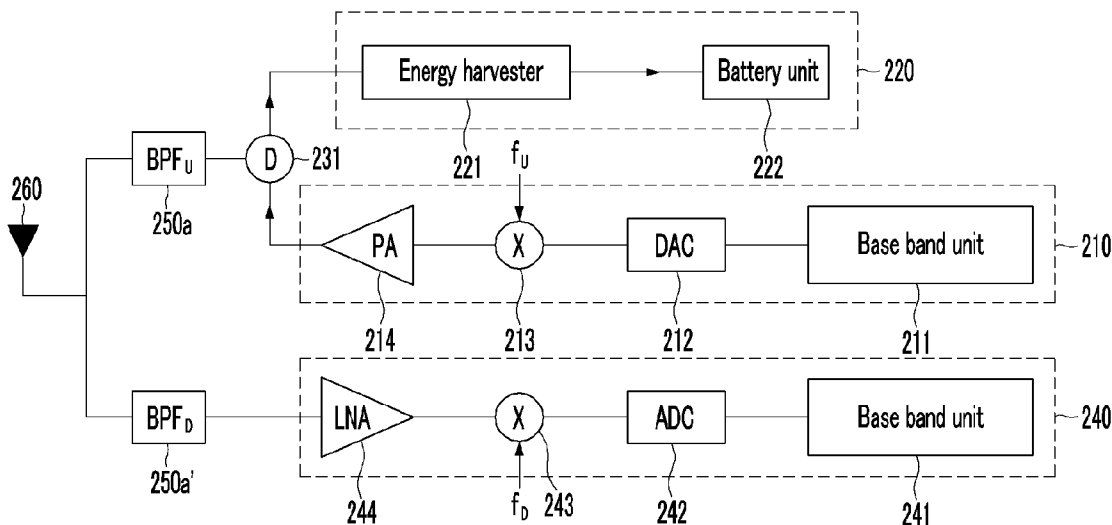 Energy harvester
Battery unit
220
221
222
BPFU
D
231
fU
260
250a
PA
X
DAC
Base band unit
210
214
213
212
211
BPFD
LNA
X
ADC
Base band unit
240
250a'
244
fD
243
242
241